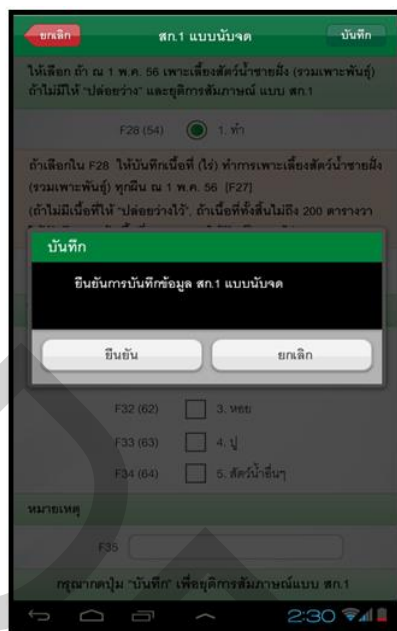 ยกเลิก
สก.1 แบบนับจด
บันทึก
ให้เลือก ถ้า ณ 1 พ.ค. 56 เพาะเลี้ยงสัตว์น้ำชายฝั่ง (รวมเพาะพันธุ์)
ถ้าไม่มีให้ "ปล่อยว่าง" และยุติการสัมภาษณ์ แบบ สก.1
F28 (54) 1. ทำ
ถ้าเลือกใน F28 ให้บันทึกเนื้อที่ (ไร่) ทำการเพาะเลี้ยงสัตว์น้ำชายฝั่ง
(รวมเพาะพันธุ์) ทุกผืน ณ 1 พ.ค. 56 [F27]
(ถ้าไม่มีเนื้อที่ให้ "ปล่อยว่างไว้", ถ้าเนื้อที่ทั้งสิ้นไม่ถึง 200 ตารางวา
บันทึก
ยืนยันการบันทึกข้อมูล สก.1 แบบนับจด
ยืนยัน
ยกเลิก
F32 (62) 3. หอย
F33 (63) 4. ปู
F34 (64) 5. สัตว์น้ำอื่นๆ
หมายเหตุ
F35
กรุณากดปุ่ม "บันทึก" เพื่อยุติการสัมภาษณ์แบบ สก.1
2:30